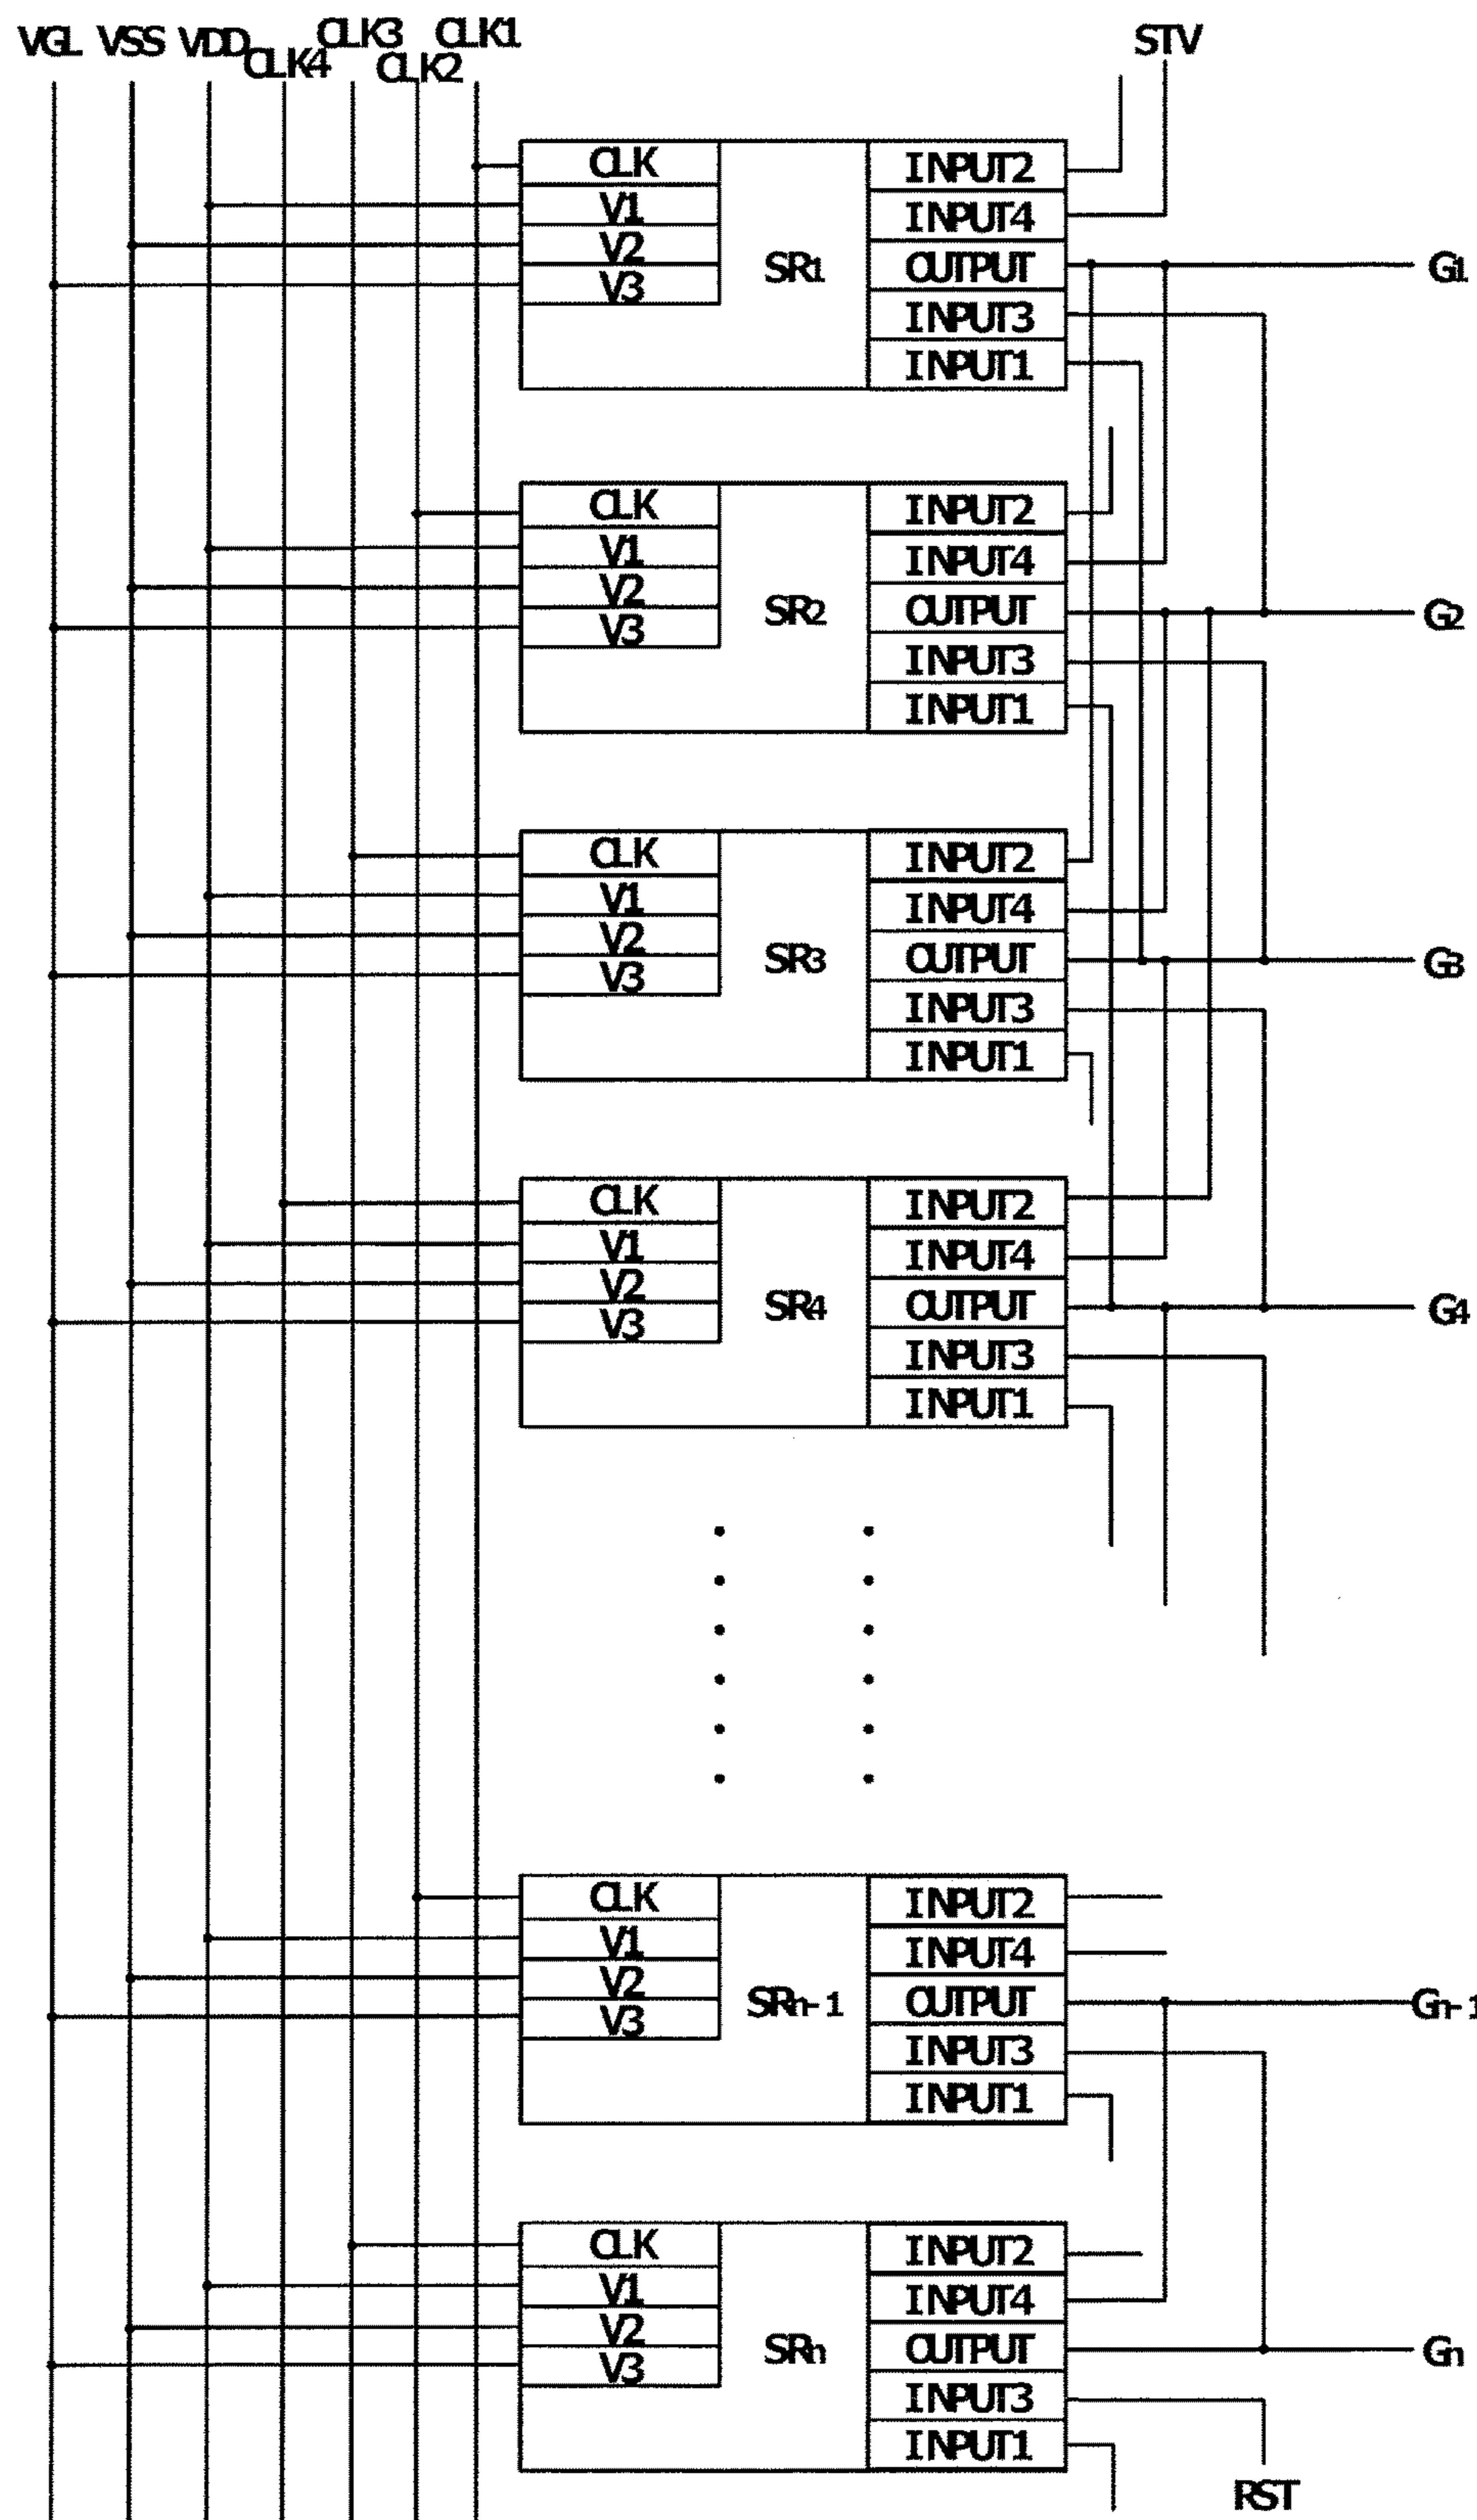 VGL VSS VDD CLK4 CLK3 CLK2 CLK1 STV
CLK INPUT2
V1 INPUT4
V2 SR1 OUTPUT G1
V3 INPUT3
INPUT1
CLK INPUT2
V1 INPUT4
V2 SR2 OUTPUT G2
V3 INPUT3
INPUT1
CLK INPUT2
V1 INPUT4
V2 SR3 OUTPUT G3
V3 INPUT3
INPUT1
CLK INPUT2
V1 INPUT4
V2 SR4 OUTPUT G4
V3 INPUT3
INPUT1
CLK INPUT2
V1 INPUT4
V2 SRn-1 OUTPUT Gn-1
V3 INPUT3
INPUT1
CLK INPUT2
V1 INPUT4
V2 SRn OUTPUT Gn
V3 INPUT3
INPUT1
RST